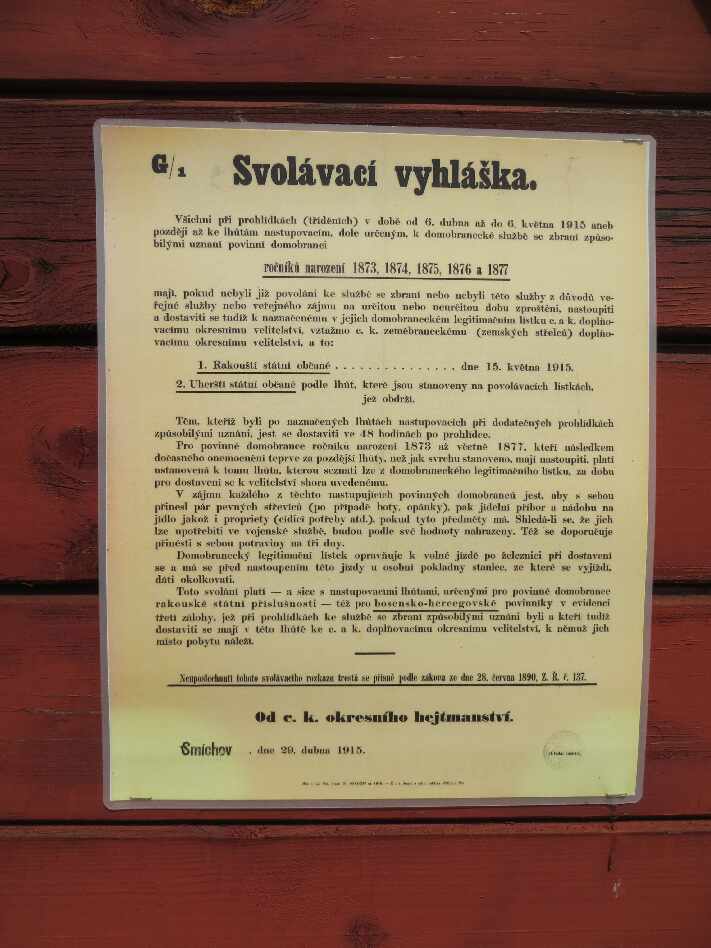 G/1 Svolávací vyhláška.
Všichni při prohlídkách (tříděních) v době od 6. dubna až do 6. května 1915 aneb
později až ke lhůtám nastupovacím, dole určeným, k domobranecké službě se zbraní způso-
bilými uznaní povinní domobranci
ročníků narození 1873, 1874, 1875, 1876 a 1877
mají, pokud nebyli již povoláni ke službě se zbraní nebo nebyli této služby z důvodů ve-
řejné služby nebo veřejného zájmu na určitou nebo neurčitou dobu zproštěni, nastoupiti
a dostaviti se tudíž k naznačenému v jejich domobraneckém legitimačním lístku c. a k. doplňo-
vacímu okresnímu velitelství, vztažmo c. k. zeměbraneckému (zemských střelců) doplňo-
vacímu okresnímu velitelství, a to:
1. Rakouští státní občané . . . . . . . . . . . . . . . dne 15. května 1915.
2. Uherští státní občané podle lhůt, které jsou stanoveny na povolávacích lístkách,
jež obdrží.
Těm, kteříž byli po naznačených lhůtách nastupovacích při dodatečných prohlídkách
způsobilými uznáni, jest se dostaviti ve 48 hodinách po prohlídce.
Pro povinné domobrance ročníků narození 1873 až včetně 1877, kteří následkem
dočasného onemocnění teprve za pozdější lhůty, než jak svrchu stanoveno, mají nastoupiti, platí
ustanovená k tomu lhůta, kterou seznati lze z domobraneckého legitimačního lístku, za dobu
pro dostavení se k velitelství shora uvedenému.
V zájmu každého z těchto nastupujících povinných domobranců jest, aby s sebou
přinesl pár pevných střevíců (po případě boty, opánky), pak jídelní příbor a nádobu na
jídlo jakož i propriety (cídicí potřeby atd.), pokud tyto předměty má. Shledá-li se, že jich
lze upotřebiti ve vojenské službě, budou podle své hodnoty nahrazeny. Též se doporučuje
přinésti s sebou potraviny na tři dny.
Domobranecký legitimační lístek opravňuje k volné jízdě po železnici při dostavení
se a má se před nastoupením této jízdy u osobní pokladny stanice, ze které se vyjíždí,
dáti okolkovati.
Toto svolání platí — a sice s nastupovacími lhůtami, určenými pro povinné domobrance
rakouské státní příslušnosti — též pro bosensko-hercegovské povinníky v evidenci
třetí zálohy, jež při prohlídkách ke službě se zbraní způsobilými uznáni byli a kteří tudíž
dostaviti se mají v této lhůtě ke c. a k. doplňovacímu okresnímu velitelství, k němuž jich
místo pobytu náleží.
Neuposlechnutí tohoto svolávacího rozkazu trestá se přísně podle zákona ze dne 28. června 1890, Z. Ř. č. 137.
Od c. k. okresního hejtmanství.
Smíchov , dne 29. dubna 1915.